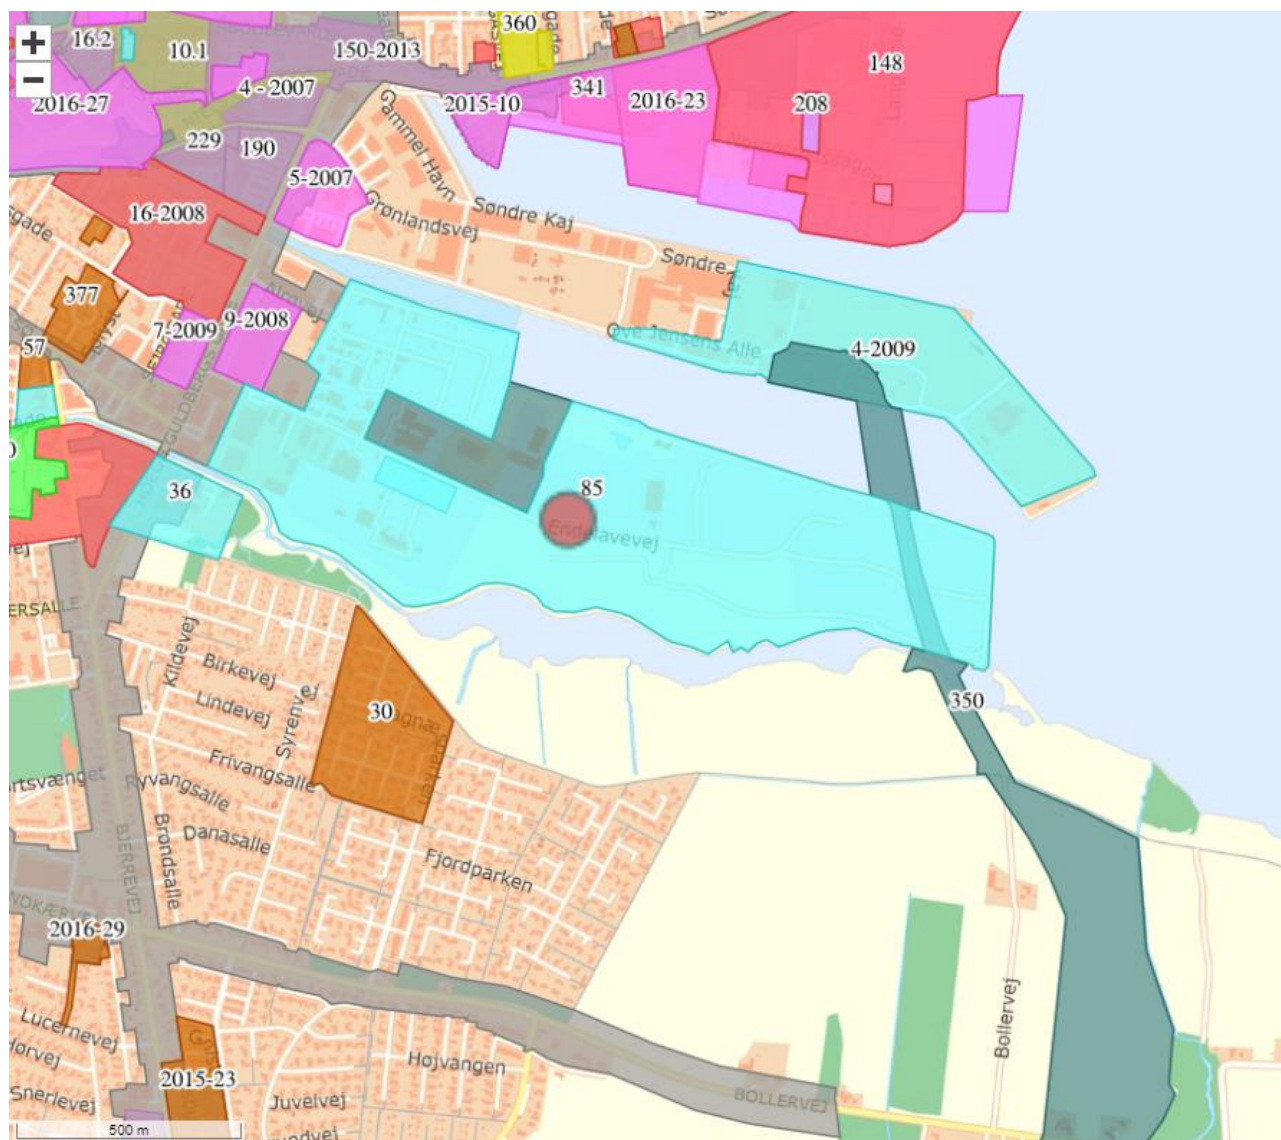 +
−
16.2
10.1
150-2013
360
148
2016-27
4 - 2007
2015-10
341
2016-23
208
229
190
5-2007
Gammel Havn
Grønlandsvej
Søndre Kaj
16-2008
Søndre Kaj
377
7-2009
9-2008
Ove Jensens Alle
4-2009
57
85
36
Endelavevej
Kildevej
Birkevej
Lindevej
Syrenvej
30
350
Frivangsalle
Ryvangsalle
Brøndsalle
Danasalle
BJERREVEJ
Fjordparken
2016-29
Lucernevej
Snerlevej
2015-23
Højvangen
Juvelvej
BOLLERVEJ
Bollervej
500 m